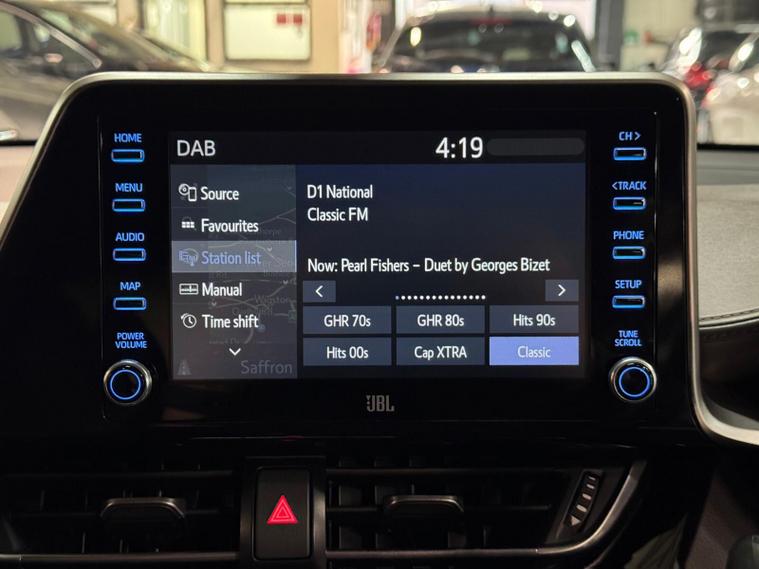 HOME
MENU
AUDIO
MAP
POWER
VOLUME
DAB
4:19
Source
Favourites
Station list
Manual
Time shift
Saffron
D1 National
Classic FM
Now: Pearl Fishers – Duet by Georges Bizet
GHR 70s GHR 80s Hits 90s
Hits 00s Cap XTRA Classic
CH >
< TRACK
PHONE
SETUP
TUNE
SCROLL
JBL